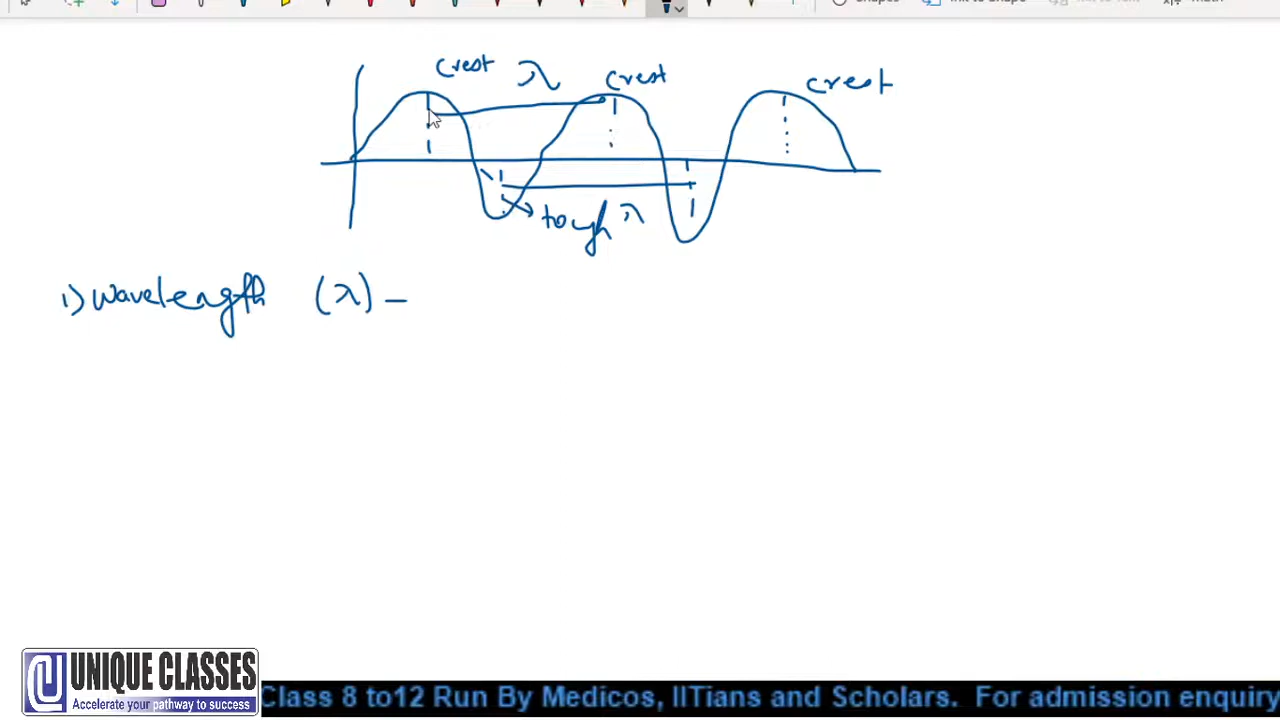 crest λ crest crest
tough λ
1) wavelength (λ) –
UNIQUE CLASSES
Accelerate your pathway to success
Class 8 to12 Run By Medicos, IITians and Scholars. For admission enquiry